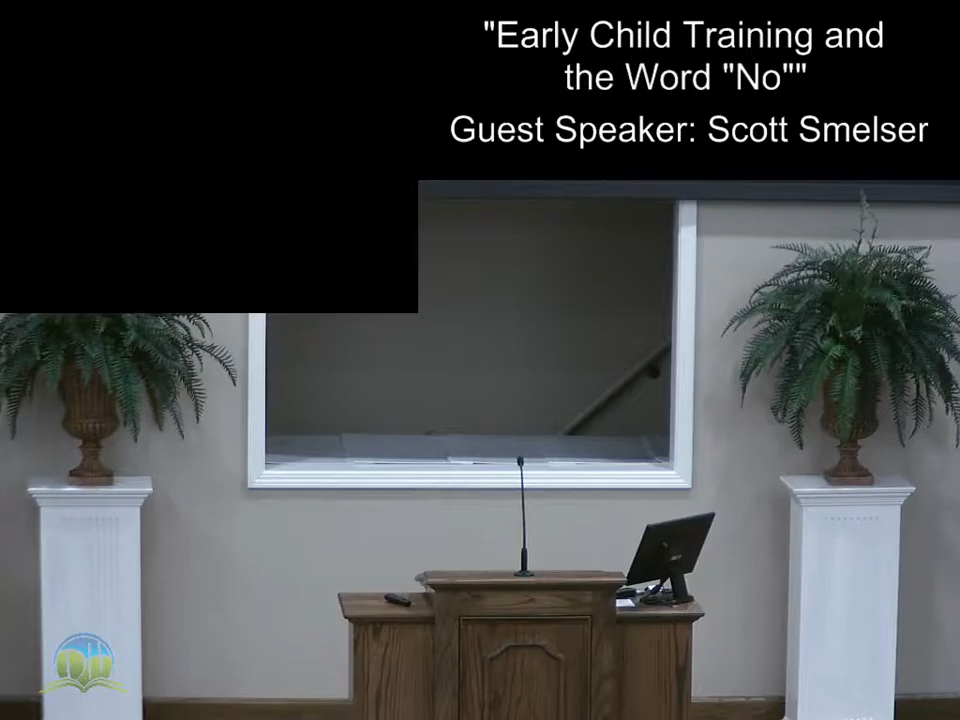 "Early Child Training and
the Word "No""
Guest Speaker: Scott Smelser